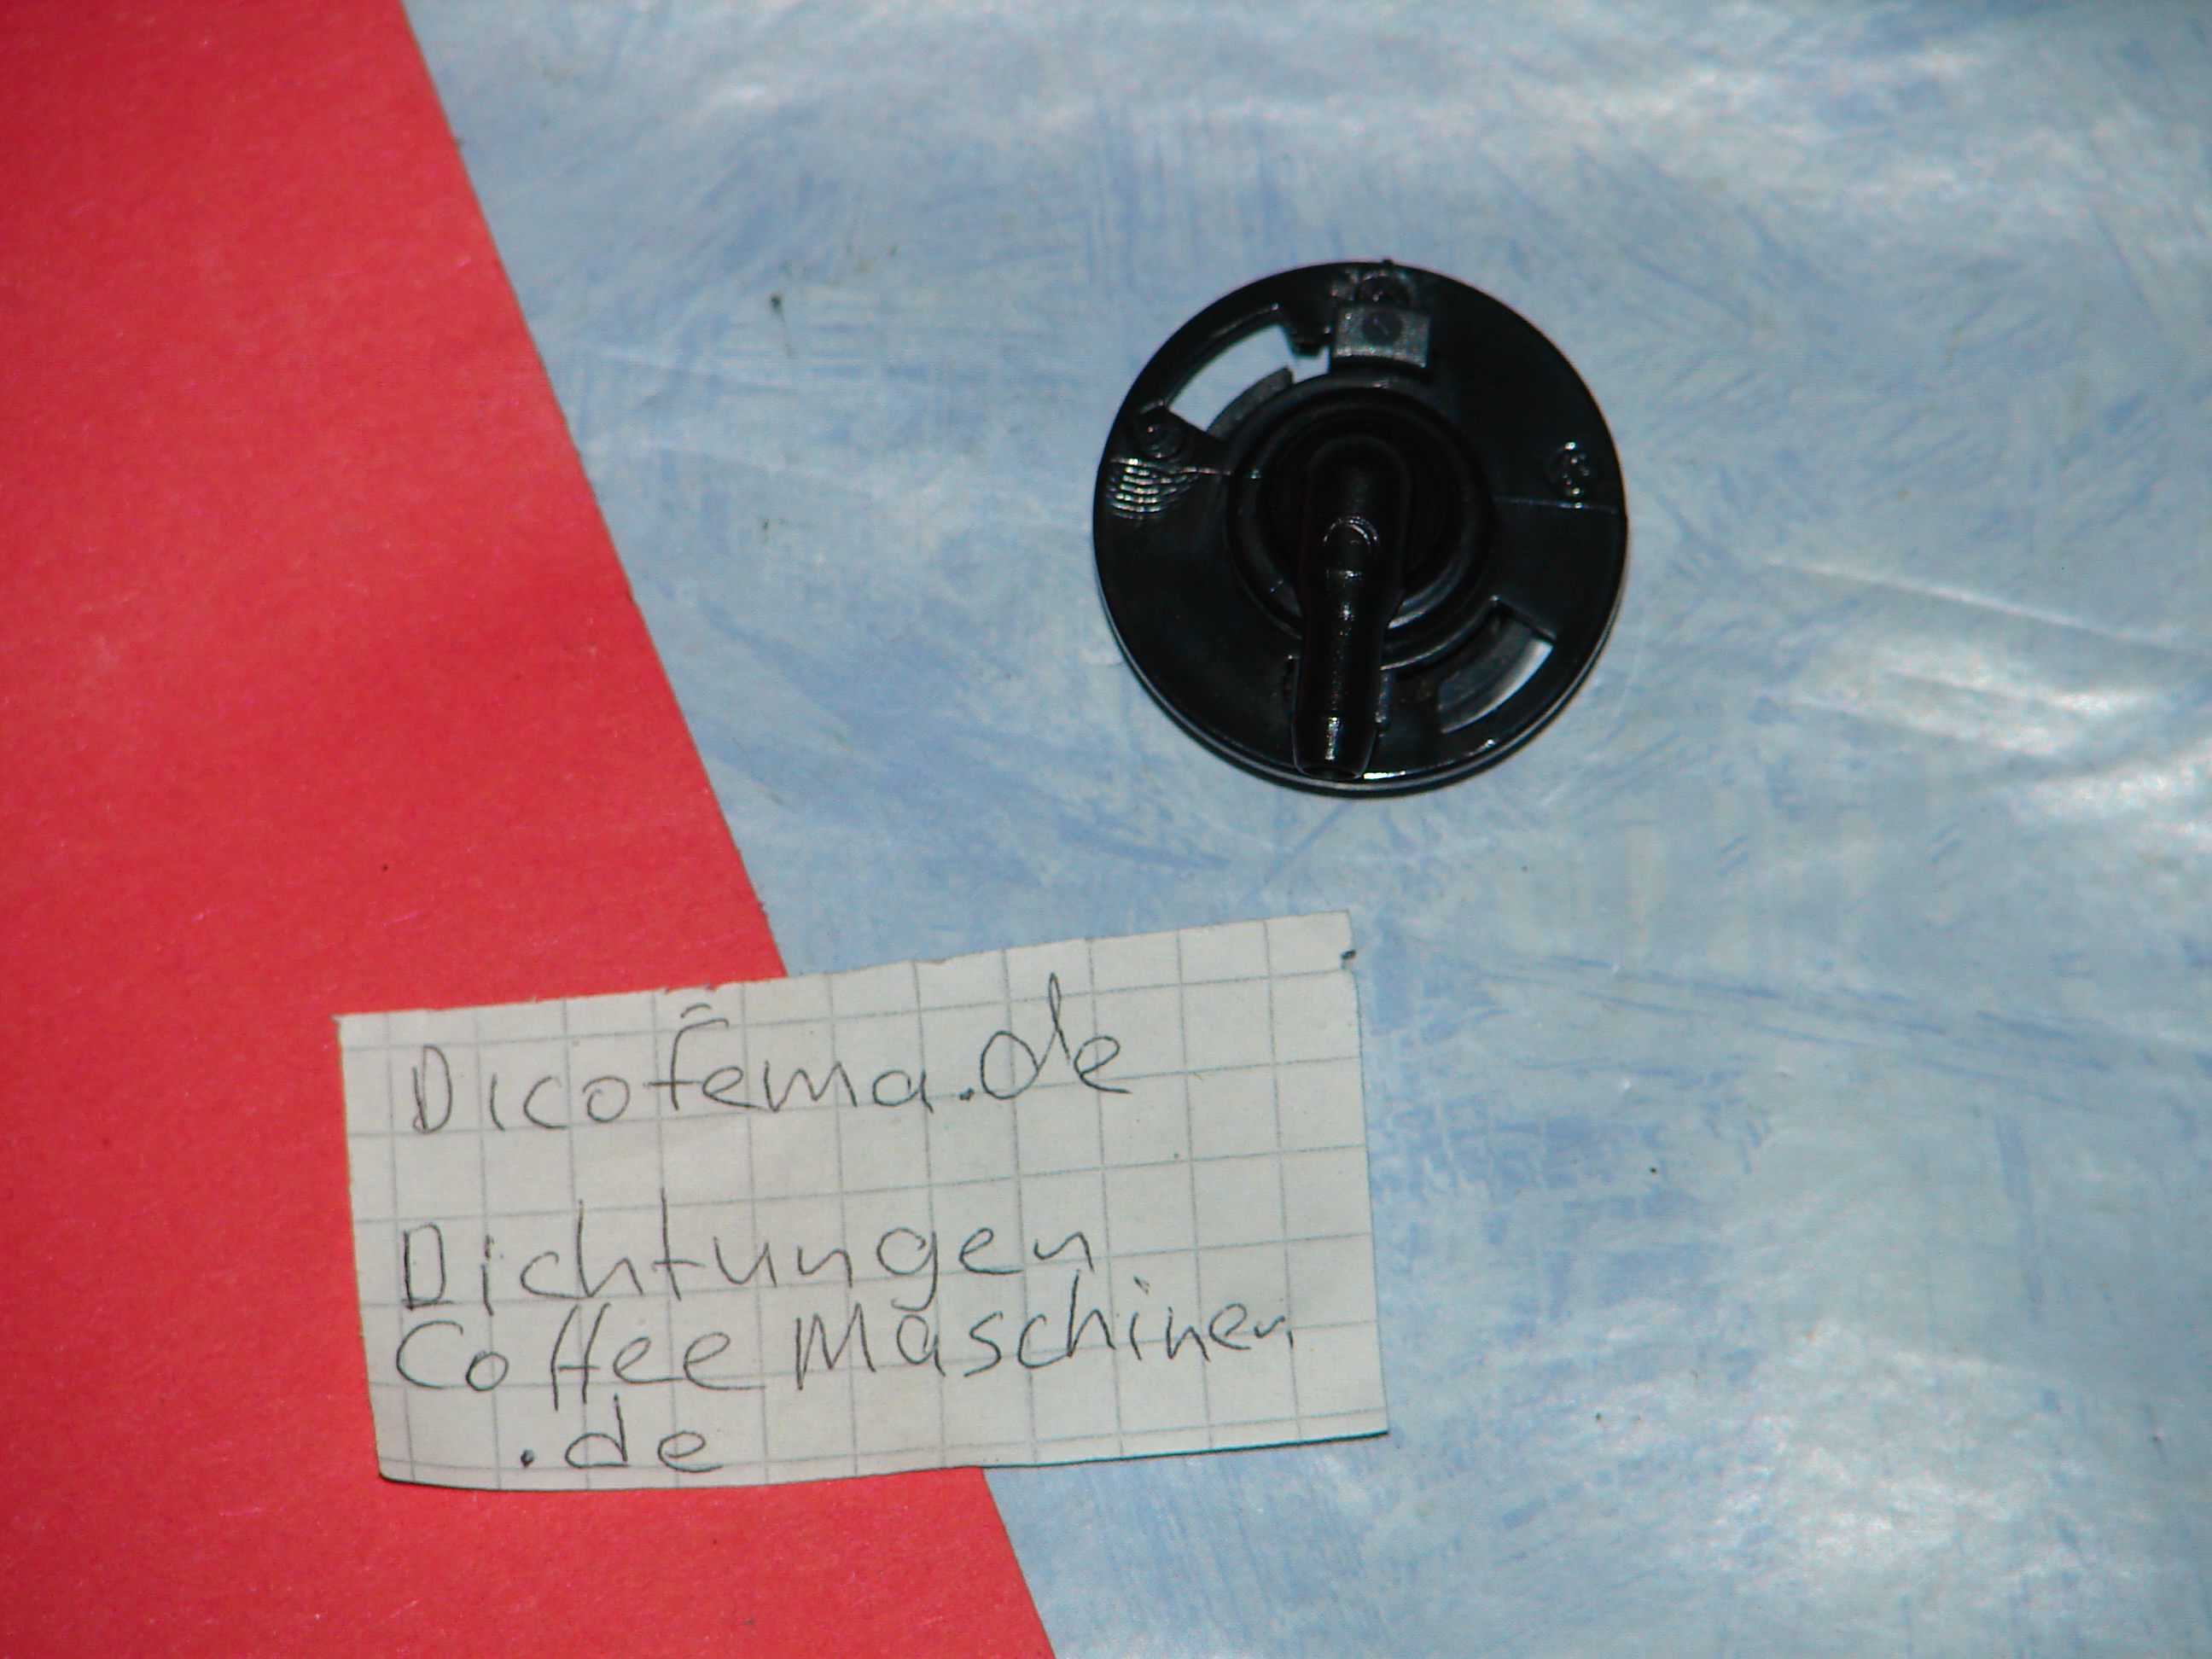 Dicofema.de
Dichtungen
Coffee Maschinen
.de